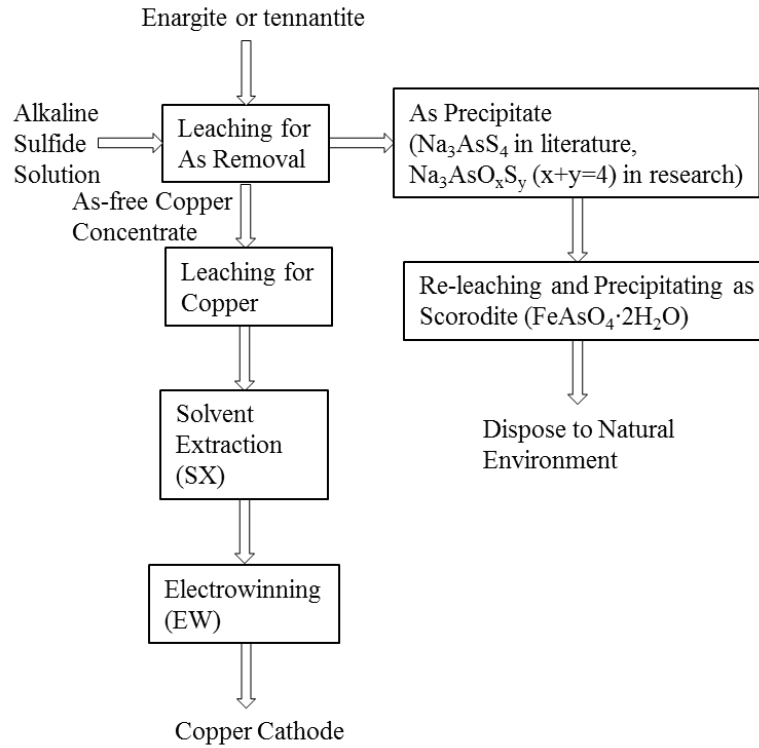 Enargite or tennantite
Alkaline
Sulfide
Solution
Leaching for
As Removal
As Precipitate
(Na₃AsS₄ in literature,
Na₃AsOₓSᵧ (x+y=4) in research)
As-free Copper
Concentrate
Leaching for
Copper
Re-leaching and Precipitating as
Scorodite (FeAsO₄·2H₂O)
Solvent
Extraction
(SX)
Dispose to Natural
Environment
Electrowinning
(EW)
Copper Cathode